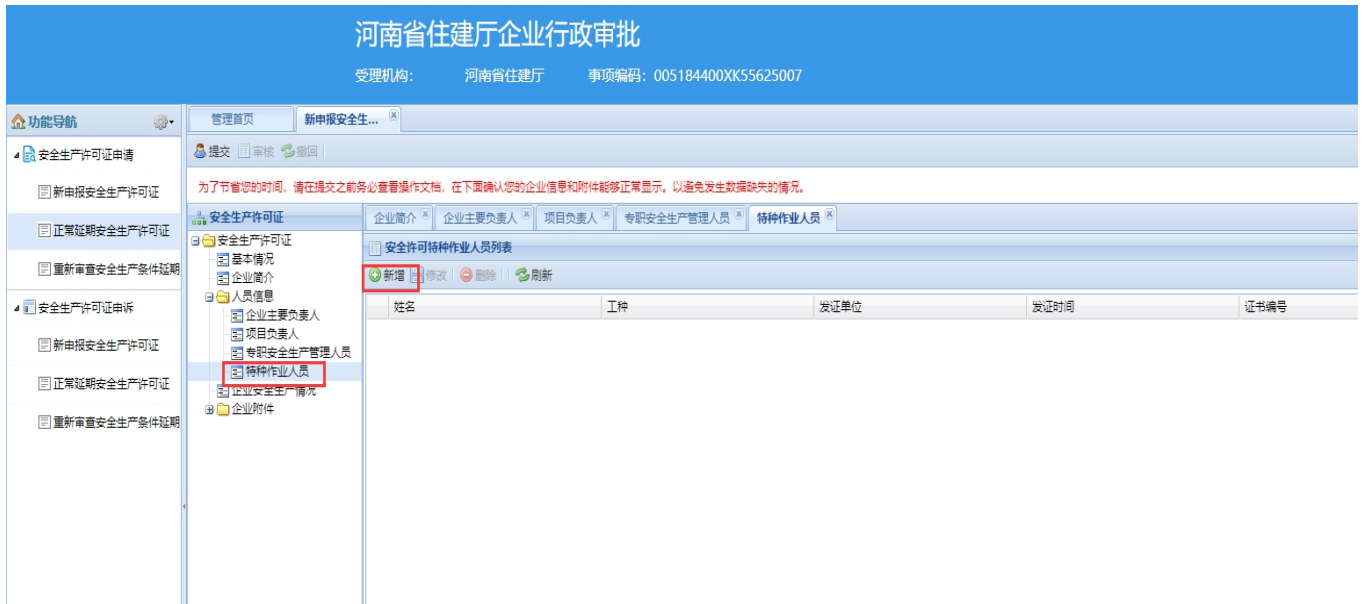 河南省住建厅企业行政审批
受理机构: 河南省住建厅 事项编码: 005184400XK55625007
功能导航
安全生产许可证申请
新申报安全生产许可证
正常延期安全生产许可证
重新审查安全生产条件延期
安全生产许可证申诉
新申报安全生产许可证
正常延期安全生产许可证
重新审查安全生产条件延期
管理首页 新申报安全生...
提交 审核 撤回
为了节省您的时间, 请在提交之前务必查看操作文档, 在下面确认您的企业信息和附件能够正常显示。以避免发生数据缺失的情况。
安全生产许可证
安全生产许可证
基本情况
企业简介
人员信息
企业主要负责人
项目负责人
专职安全生产管理人员
特种作业人员
企业安全生产情况
企业附件
企业简介 企业主要负责人 项目负责人 专职安全生产管理人员 特种作业人员
安全许可特种作业人员列表
新增 修改 删除 刷新
姓名 工种 发证单位 发证时间 证书编号